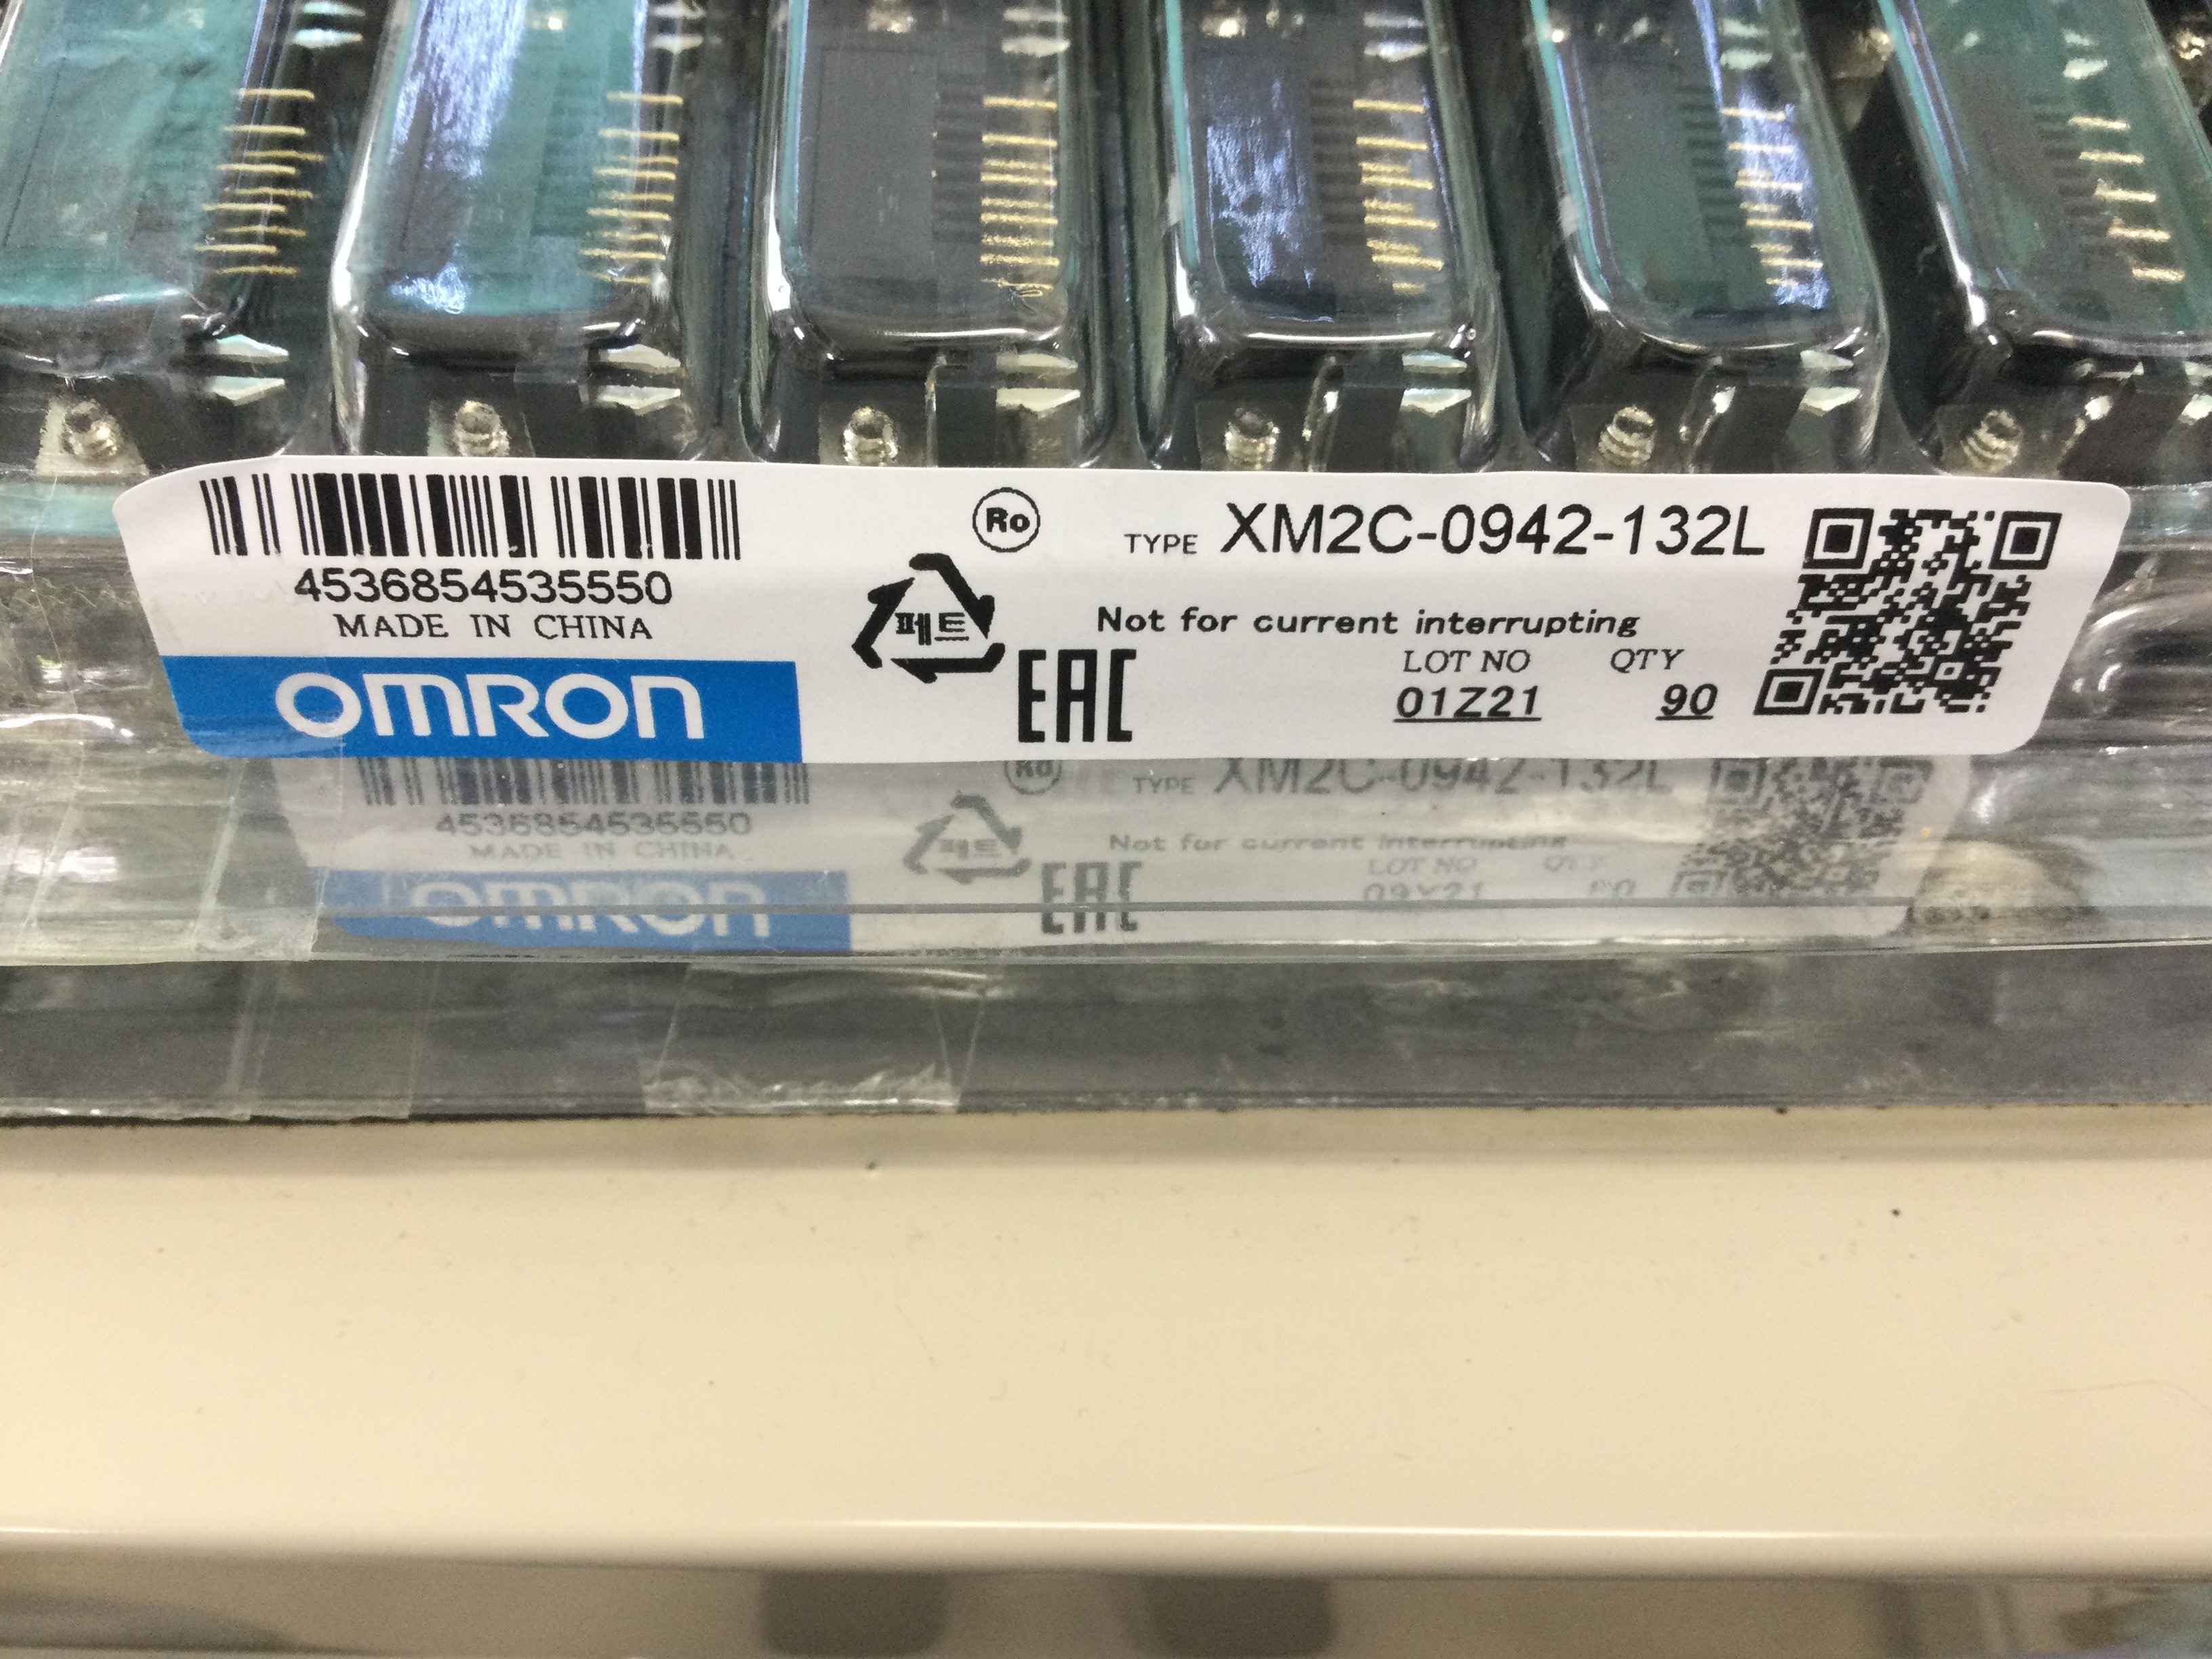 4536854535550
MADE IN CHINA
OMRON
Ro
페트
EAC
TYPE XM2C-0942-132L
Not for current interrupting
LOT NO QTY
01Z21 90
Ro
TYPE XM2C-0942-132L
4536854535550
MADE IN CHINA
OMRON
페트
EAC
Not for current interrupting
LOT NO QTY
09Y21